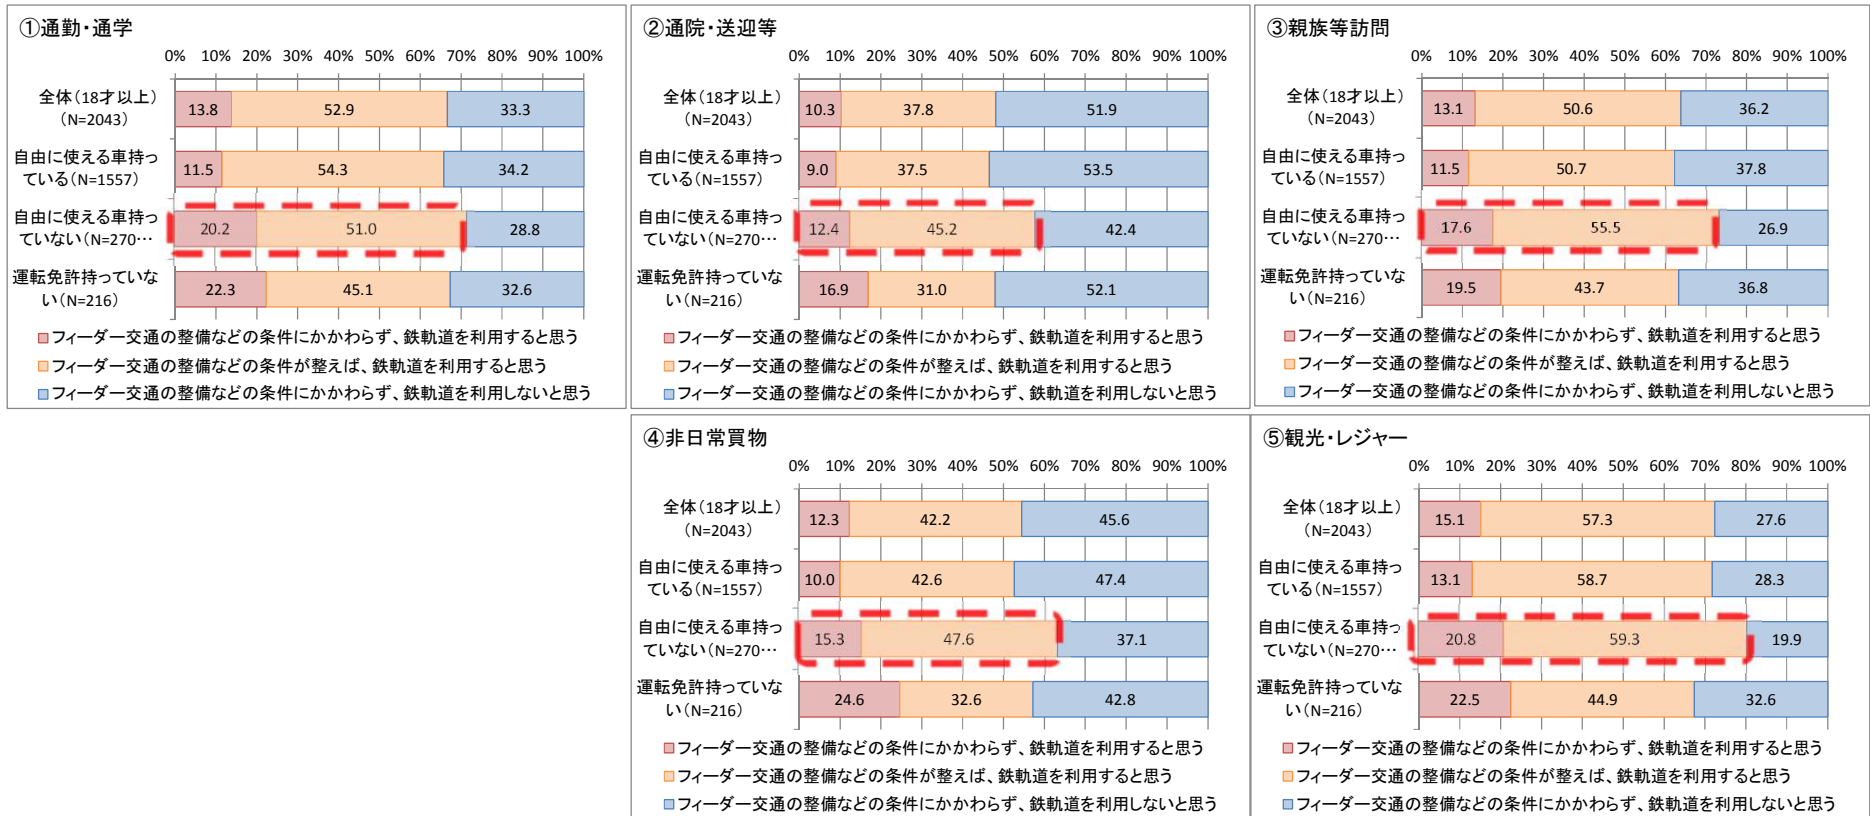 ①通勤・通学
0% 10% 20% 30% 40% 50% 60% 70% 80% 90% 100%
全体(18才以上)
(N=2043)
13.8 52.9 33.3
自由に使える車持っ
ている(N=1557)
11.5 54.3 34.2
自由に使える車持っ
ていない(N=270…
20.2 51.0 28.8
運転免許持っていな
い(N=216)
22.3 45.1 32.6
フィーダー交通の整備などの条件にかかわらず、鉄軌道を利用すると思う
フィーダー交通の整備などの条件が整えば、鉄軌道を利用すると思う
フィーダー交通の整備などの条件にかかわらず、鉄軌道を利用しないと思う
②通院・送迎等
0% 10% 20% 30% 40% 50% 60% 70% 80% 90% 100%
全体(18才以上)
(N=2043)
10.3 37.8 51.9
自由に使える車持っ
ている(N=1557)
9.0 37.5 53.5
自由に使える車持っ
ていない(N=270…
12.4 45.2 42.4
運転免許持っていな
い(N=216)
16.9 31.0 52.1
フィーダー交通の整備などの条件にかかわらず、鉄軌道を利用すると思う
フィーダー交通の整備などの条件が整えば、鉄軌道を利用すると思う
フィーダー交通の整備などの条件にかかわらず、鉄軌道を利用しないと思う
③親族等訪問
0% 10% 20% 30% 40% 50% 60% 70% 80% 90% 100%
全体(18才以上)
(N=2043)
13.1 50.6 36.2
自由に使える車持っ
ている(N=1557)
11.5 50.7 37.8
自由に使える車持っ
ていない(N=270…
17.6 55.5 26.9
運転免許持っていな
い(N=216)
19.5 43.7 36.8
フィーダー交通の整備などの条件にかかわらず、鉄軌道を利用すると思う
フィーダー交通の整備などの条件が整えば、鉄軌道を利用すると思う
フィーダー交通の整備などの条件にかかわらず、鉄軌道を利用しないと思う
④非日常買物
0% 10% 20% 30% 40% 50% 60% 70% 80% 90% 100%
全体(18才以上)
(N=2043)
12.3 42.2 45.6
自由に使える車持っ
ている(N=1557)
10.0 42.6 47.4
自由に使える車持っ
ていない(N=270…
15.3 47.6 37.1
運転免許持っていな
い(N=216)
24.6 32.6 42.8
フィーダー交通の整備などの条件にかかわらず、鉄軌道を利用すると思う
フィーダー交通の整備などの条件が整えば、鉄軌道を利用すると思う
フィーダー交通の整備などの条件にかかわらず、鉄軌道を利用しないと思う
⑤観光・レジャー
0% 10% 20% 30% 40% 50% 60% 70% 80% 90% 100%
全体(18才以上)
(N=2043)
15.1 57.3 27.6
自由に使える車持っ
ている(N=1557)
13.1 58.7 28.3
自由に使える車持っ
ていない(N=270…
20.8 59.3 19.9
運転免許持っていな
い(N=216)
22.5 44.9 32.6
フィーダー交通の整備などの条件にかかわらず、鉄軌道を利用すると思う
フィーダー交通の整備などの条件が整えば、鉄軌道を利用すると思う
フィーダー交通の整備などの条件にかかわらず、鉄軌道を利用しないと思う